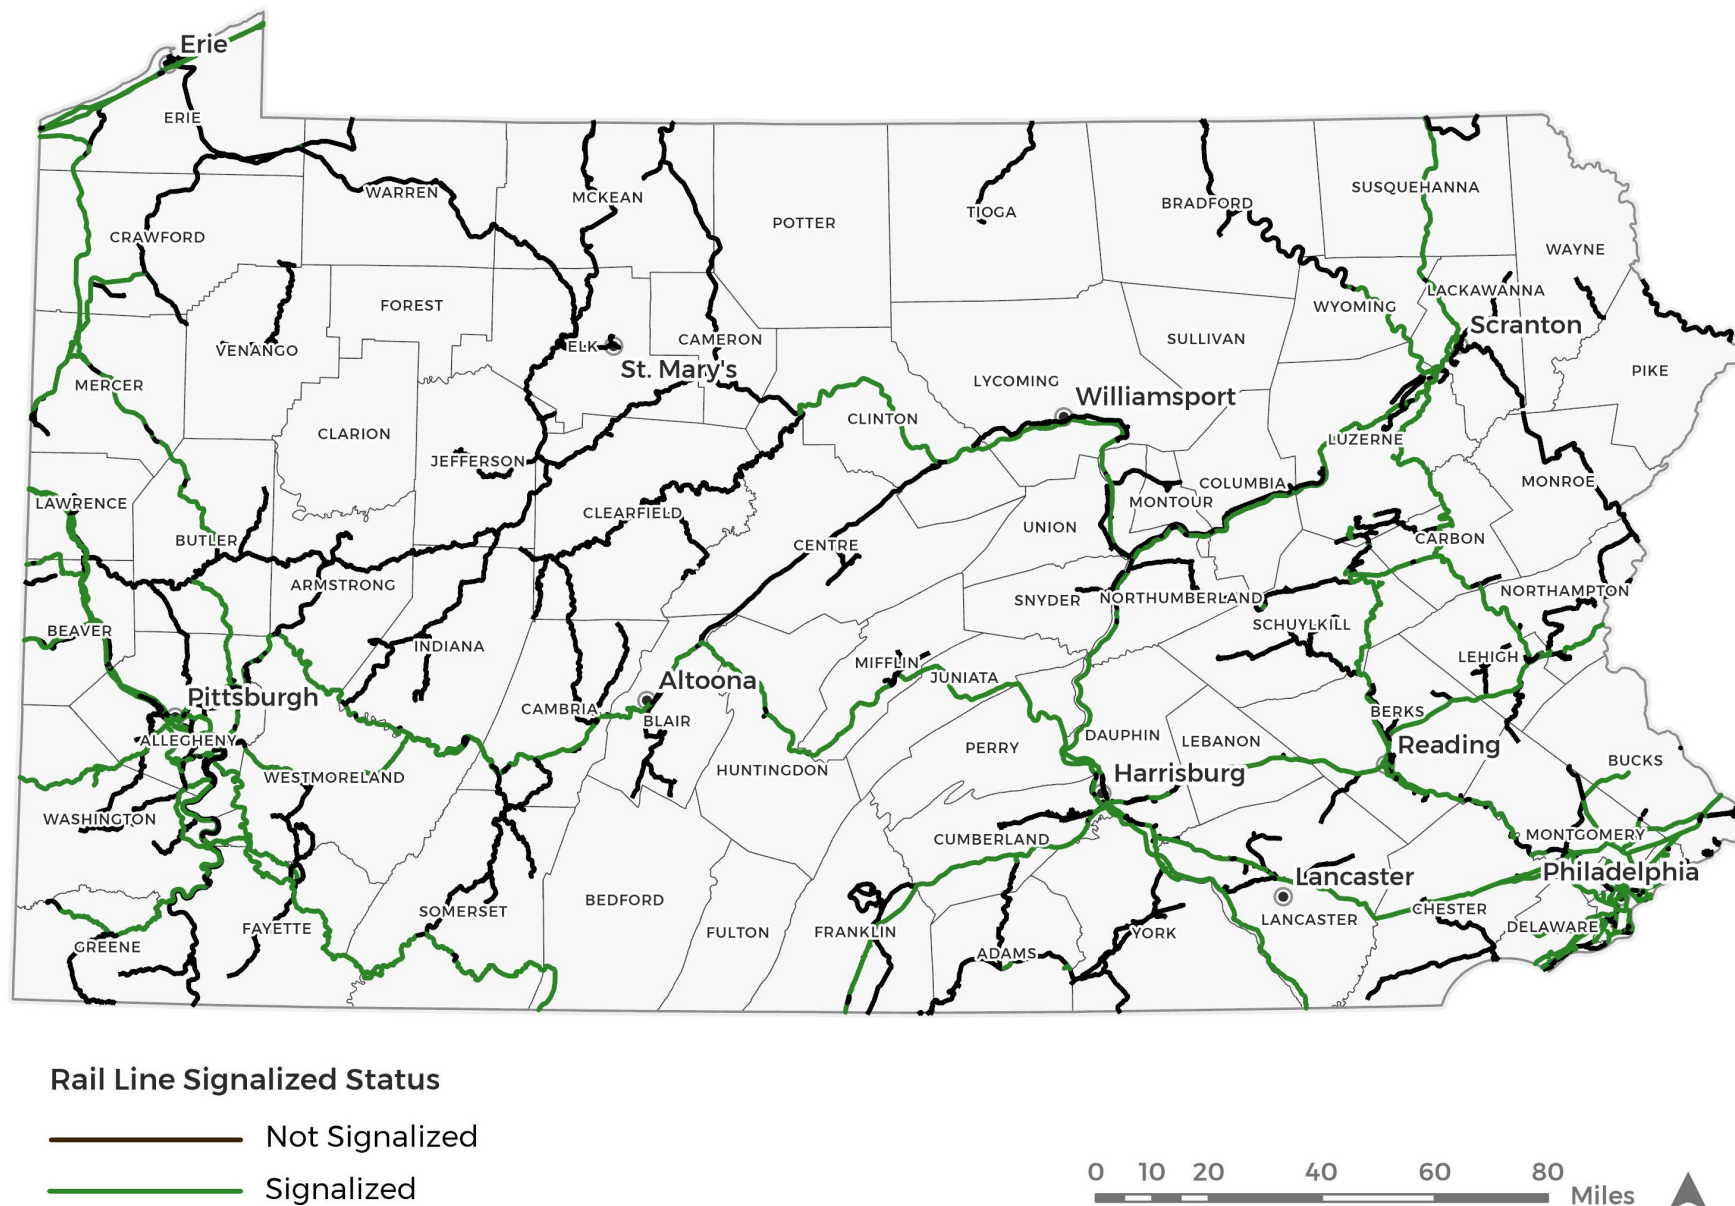 Erie
ERIE
WARREN
MCKEAN
POTTER
TIOGA
BRADFORD
SUSQUEHANNA
WAYNE
CRAWFORD
FOREST
VENANGO
ELK
St. Mary's
CAMERON
SULLIVAN
WYOMING
LACKAWANNA
Scranton
PIKE
MERCER
LYCOMING
Williamsport
CLARION
CLINTON
LUZERNE
JEFFERSON
COLUMBIA
MONTOUR
MONROE
LAWRENCE
CLEARFIELD
UNION
BUTLER
CENTRE
CARBON
ARMSTRONG
SNYDER
NORTHUMBERLAND
NORTHAMPTON
BEAVER
INDIANA
SCHUYLKILL
MIFFLIN
JUNIATA
LEHIGH
Pittsburgh
Altoona
CAMBRIA
BLAIR
BERKS
ALLEGHENY
HUNTINGDON
PERRY
DAUPHIN
LEBANON
Reading
Harrisburg
BUCKS
WESTMORELAND
WASHINGTON
CUMBERLAND
MONTGOMERY
Lancaster
Philadelphia
LANCASTER
CHESTER
DELAWARE
BEDFORD
SOMERSET
FAYETTE
GREENE
FULTON
FRANKLIN
ADAMS
YORK
Rail Line Signalized Status
Not Signalized
Signalized
0 10 20 40 60 80
Miles